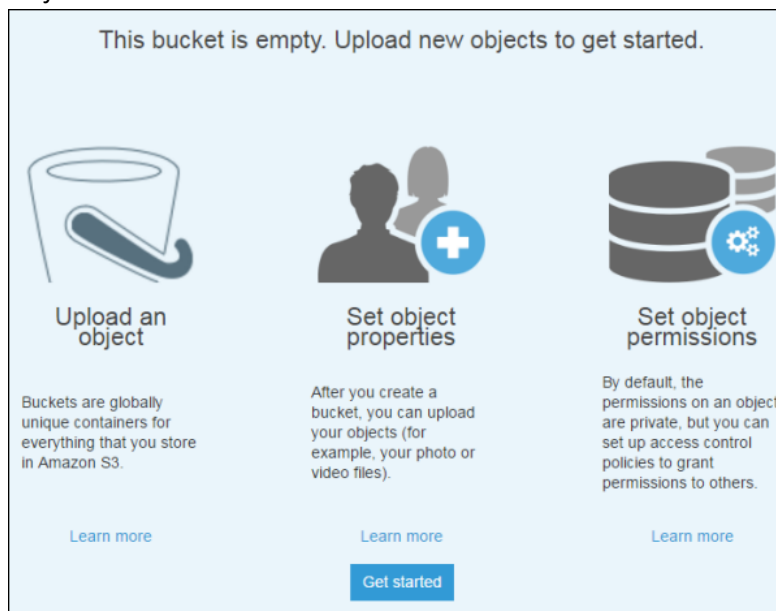 This bucket is empty. Upload new objects to get started.
Upload an
object
Buckets are globally
unique containers for
everything that you store
in Amazon S3.
Learn more
Set object
properties
After you create a
bucket, you can upload
your objects (for
example, your photo or
video files).
Learn more
Get started
Set object
permissions
By default, the
permissions on an object
are private, but you can
set up access control
policies to grant
permissions to others.
Learn more